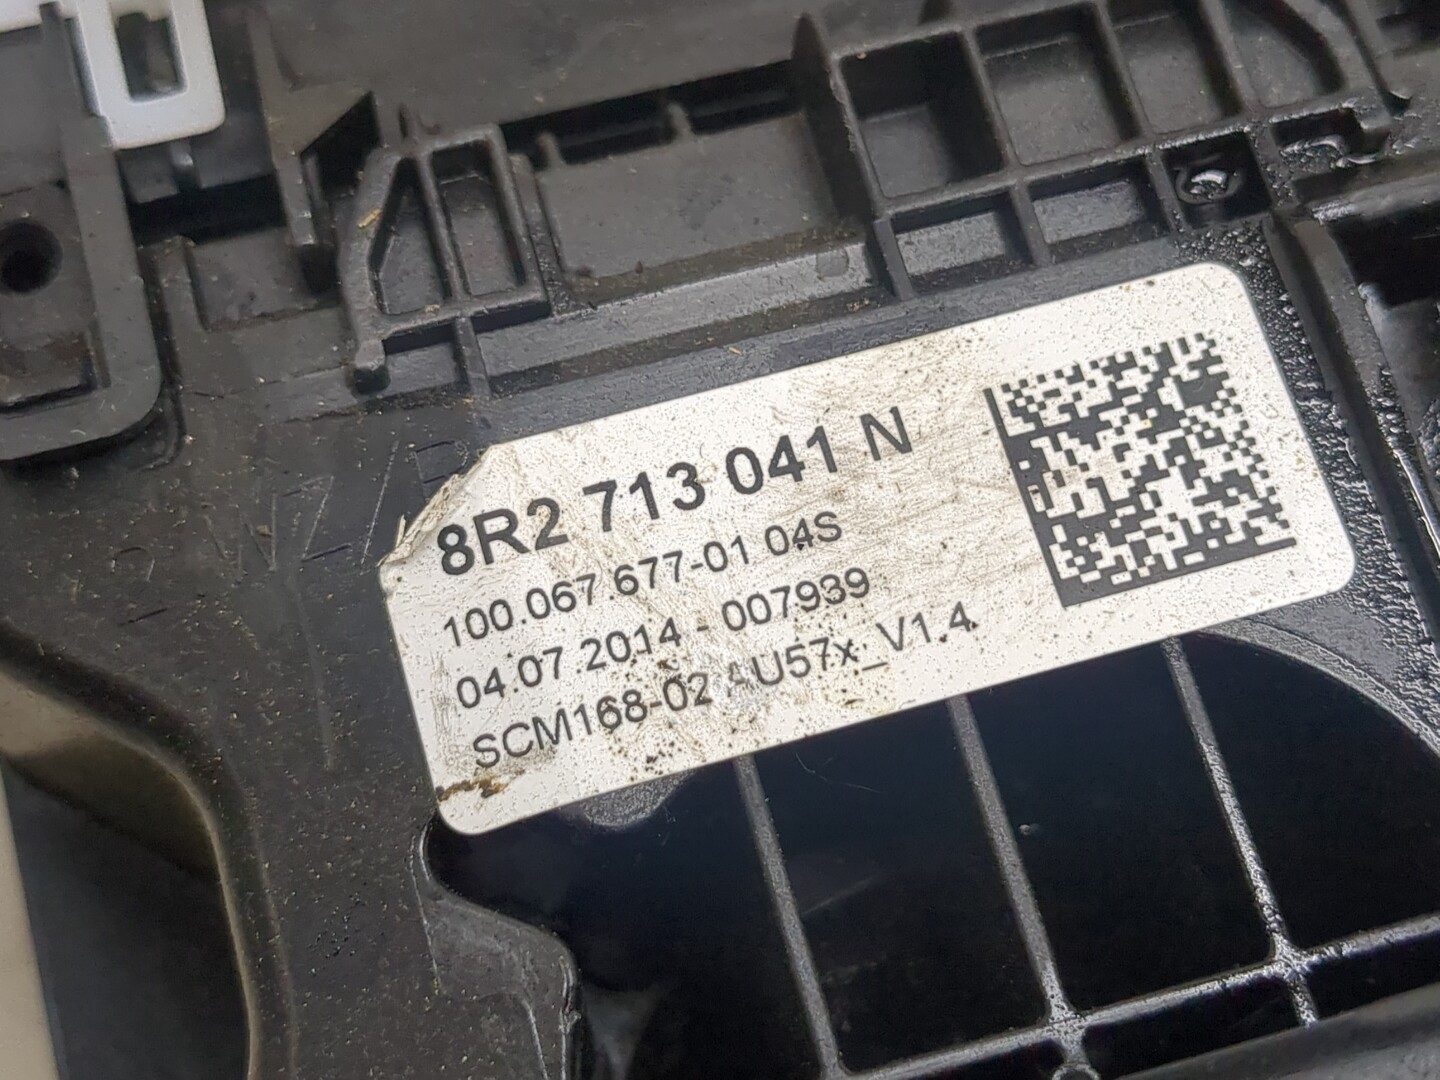 8R2 713 041 N
100.067.677-01 04S
04.07.2014 - 007939
SCM168-02 AU57x_V1.4